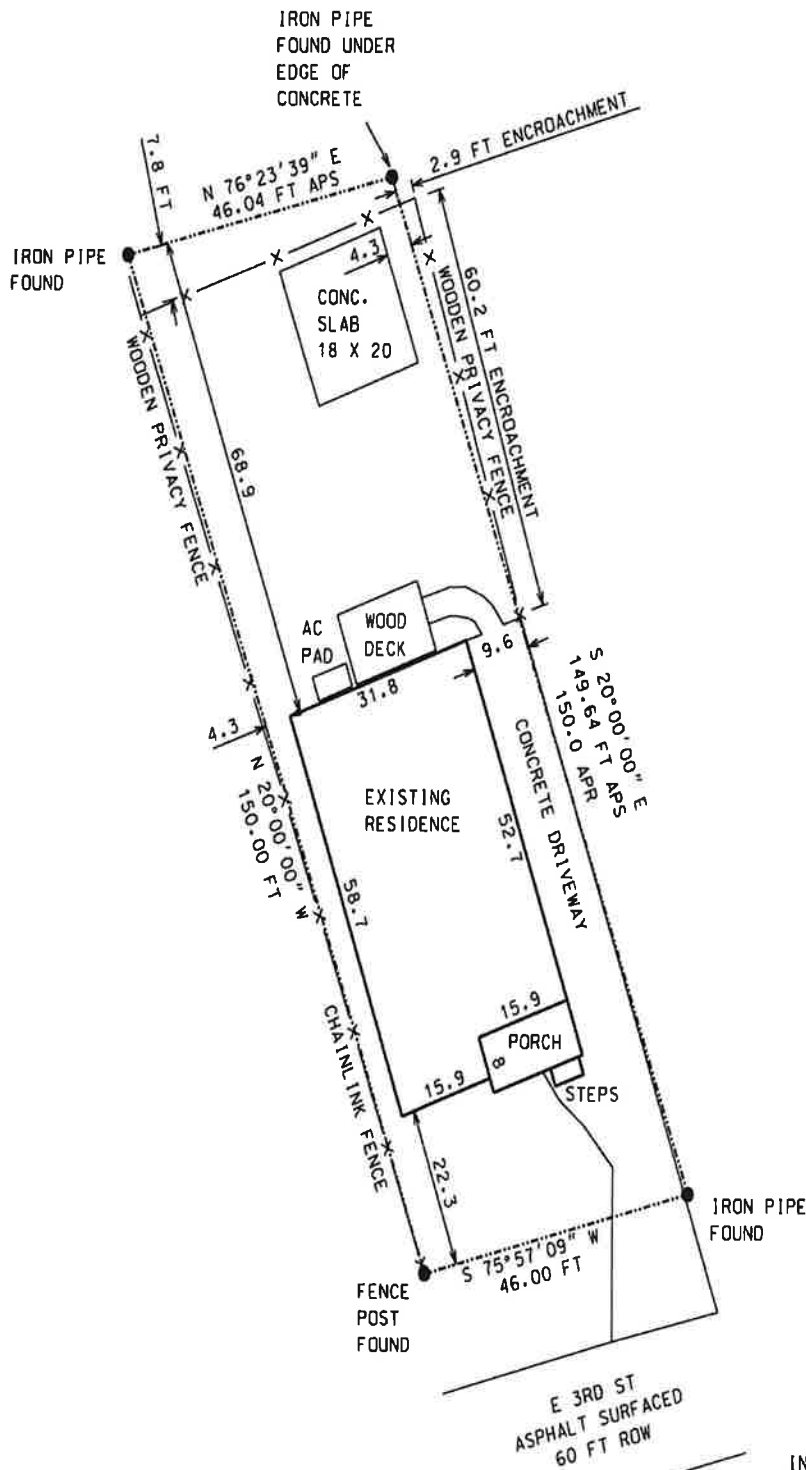 IRON PIPE
FOUND UNDER
EDGE OF
CONCRETE
2.9 FT ENCROACHMENT
7.8 FT
N 76°23'39" E
46.04 FT APS
IRON PIPE
FOUND
4.3
CONC.
SLAB
18 X 20
WOODEN PRIVACY FENCE
60.2 FT ENCROACHMENT
WOODEN PRIVACY FENCE
68.9
AC
PAD
WOOD
DECK
31.8
9.6
S 20°00'00" E
149.64 FT APS
150.0 APR
4.3
N 20°00'00" W
150.00 FT
EXISTING
RESIDENCE
CONCRETE DRIVEWAY
52.7
58.7
CHAINLINK FENCE
15.9
PORCH
8
15.9
STEPS
22.3
IRON PIPE
FOUND
S 75°57'09" W
46.00 FT
FENCE
POST
FOUND
E 3RD ST
ASPHALT SURFACED
60 FT ROW
IN